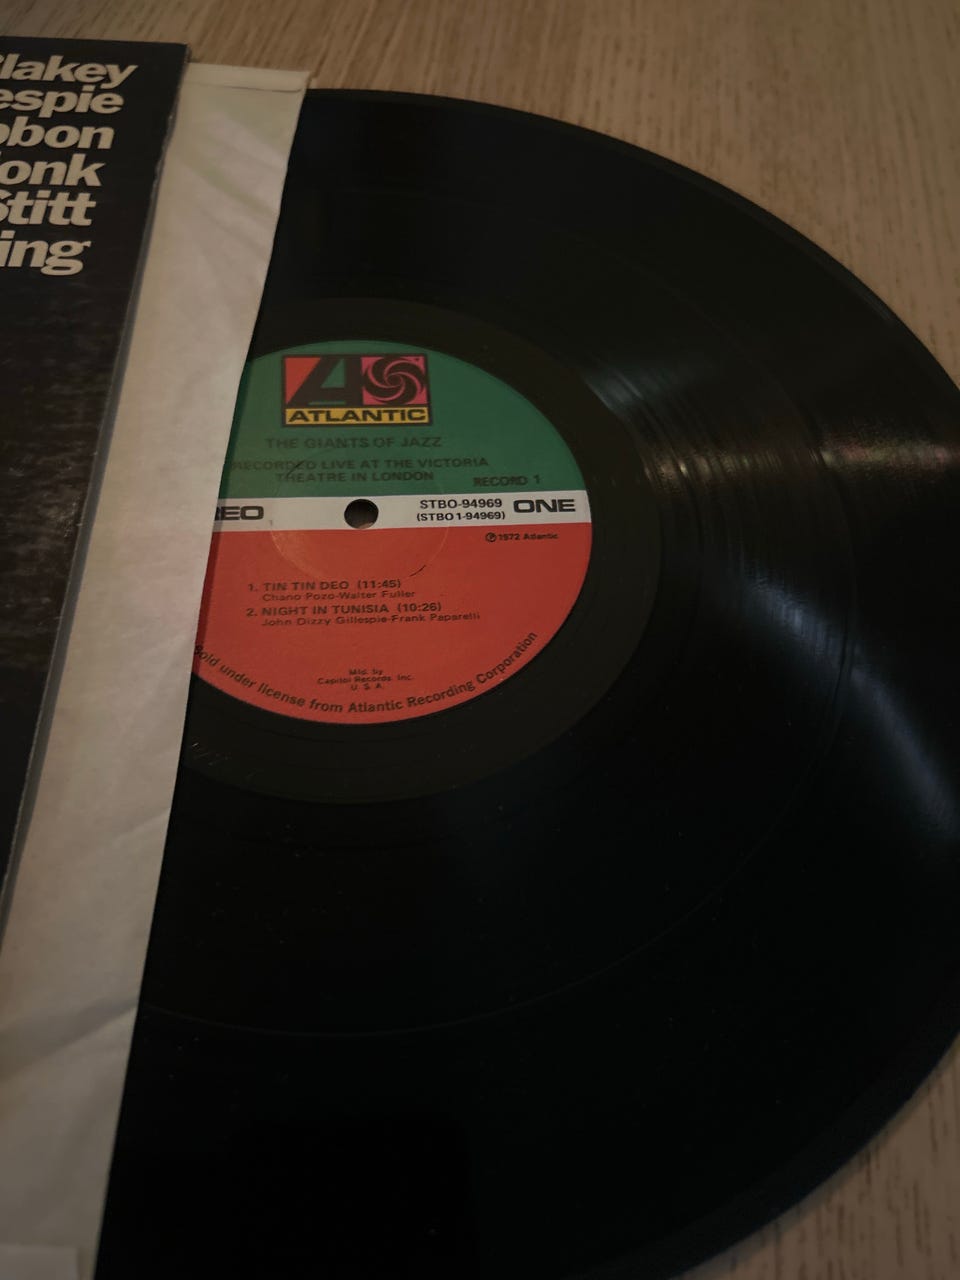 lakey
espie
bbon
onk
Stitt
ing
ATLANTIC
THE GIANTS OF JAZZ
RECORDED LIVE AT THE VICTORIA
THEATRE IN LONDON
RECORD 1
EO
STBO-94969
(STBO 1-94969)
ONE
Ⓟ 1972 Atlantic
1. TIN TIN DEO (11:45)
Chano Pozo-Walter Fuller
2. NIGHT IN TUNISIA (10:26)
John Dizzy Gillespie-Frank Paparelli
Mfd. by
Capitol Records, Inc.
U. S. A.
Sold under license from Atlantic Recording Corporation